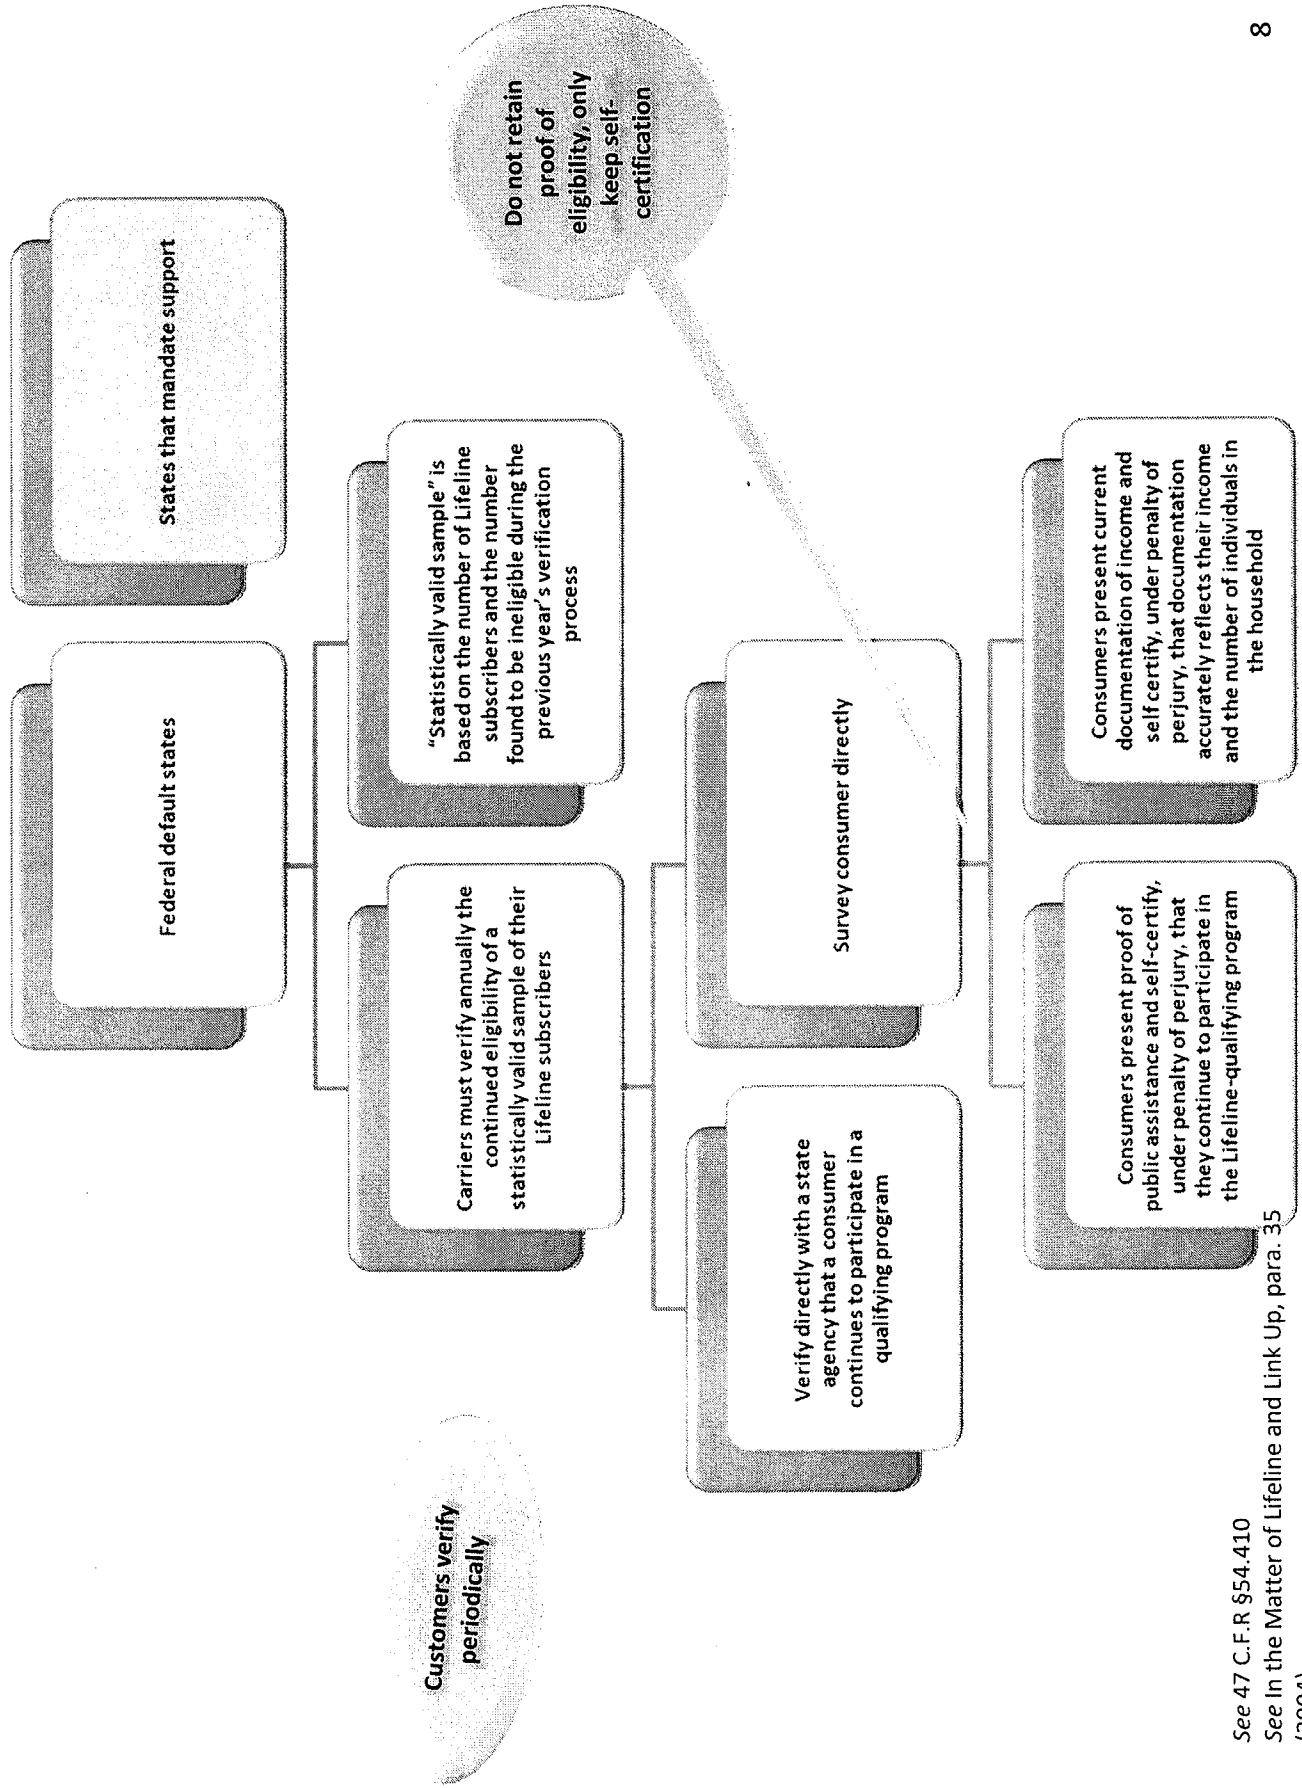 Federal default states
States that mandate support
Customers verify
periodically
Carriers must verify annually the
continued eligibility of a
statistically valid sample of their
Lifeline subscribers
“Statistically valid sample” is
based on the number of Lifeline
subscribers and the number
found to be ineligible during the
previous year’s verification
process
Do not retain
proof of
eligibility, only
keep self-
certification
Verify directly with a state
agency that a consumer
continues to participate in a
qualifying program
Survey consumer directly
Consumers present proof of
public assistance and self-certify,
under penalty of perjury, that
they continue to participate in
the Lifeline-qualifying program
Consumers present current
documentation of income and
self certify, under penalty of
perjury, that documentation
accurately reflects their income
and the number of individuals in
the household
See 47 C.F.R §54.410
See In the Matter of Lifeline and Link Up, para. 35
8